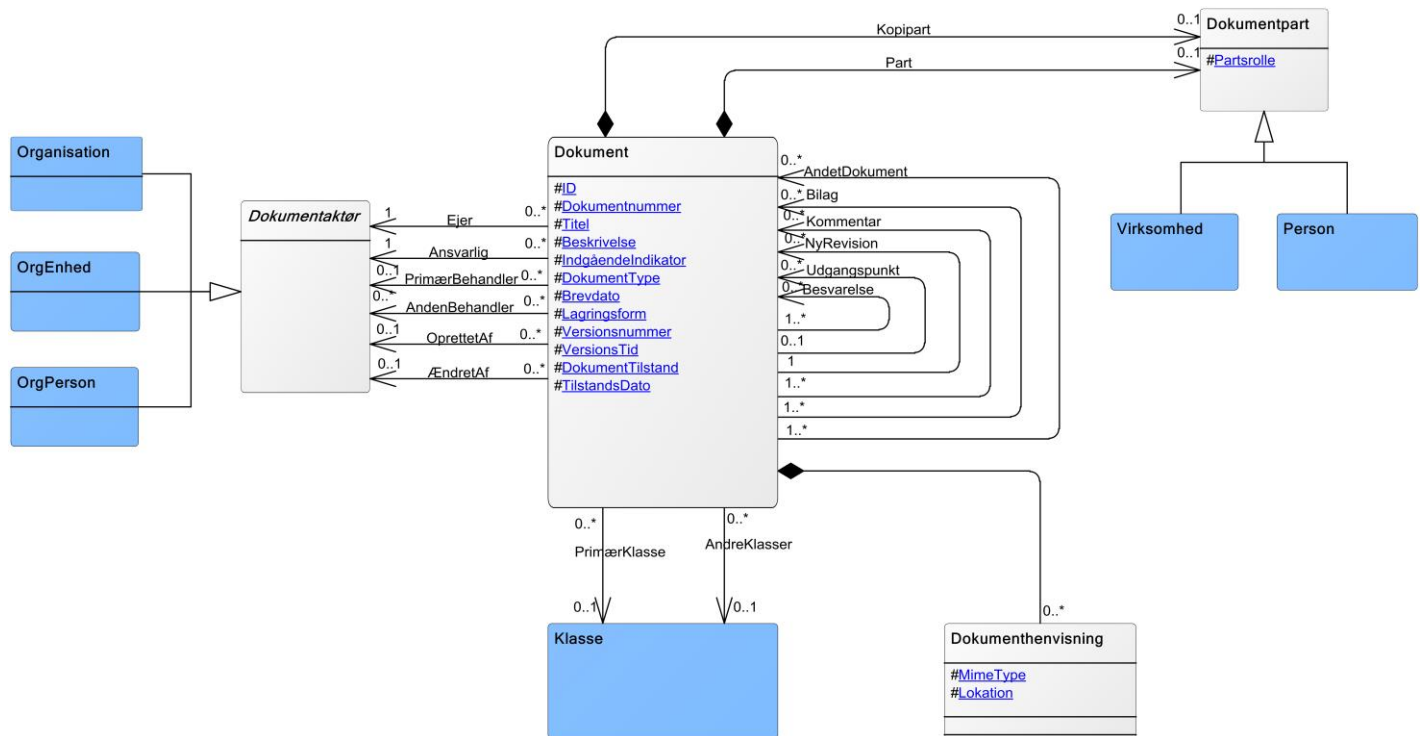 Kopipart
0..1
Dokumentpart
#Partsrolle
Part
0..1
Organisation
OrgEnhed
OrgPerson
Dokumentaktør
1
Ejer
0..*
1
Ansvarlig
0..*
0..1
PrimærBehandler
0..*
0..*
AndenBehandler
0..*
0..1
OprettetAf
0..*
0..1
ÆndretAf
0..*
Dokument
#ID
#Dokumentnummer
#Titel
#Beskrivelse
#IndgåendeIndikator
#DokumentType
#Brevdato
#Lagringsform
#Versionsnummer
#VersionsTid
#DokumentTilstand
#TilstandsDato
0..*
AndetDokument
0..*
Bilag
0..*
Kommentar
0..*
NyRevision
0..*
Udgangspunkt
0..*
Besvarelse
1..*
0..1
1
1..*
1..*
1..*
Virksomhed
Person
0..*
PrimærKlasse
0..1
0..*
AndreKlasser
0..1
Klasse
0..*
Dokumenthenvisning
#MimeType
#Lokation